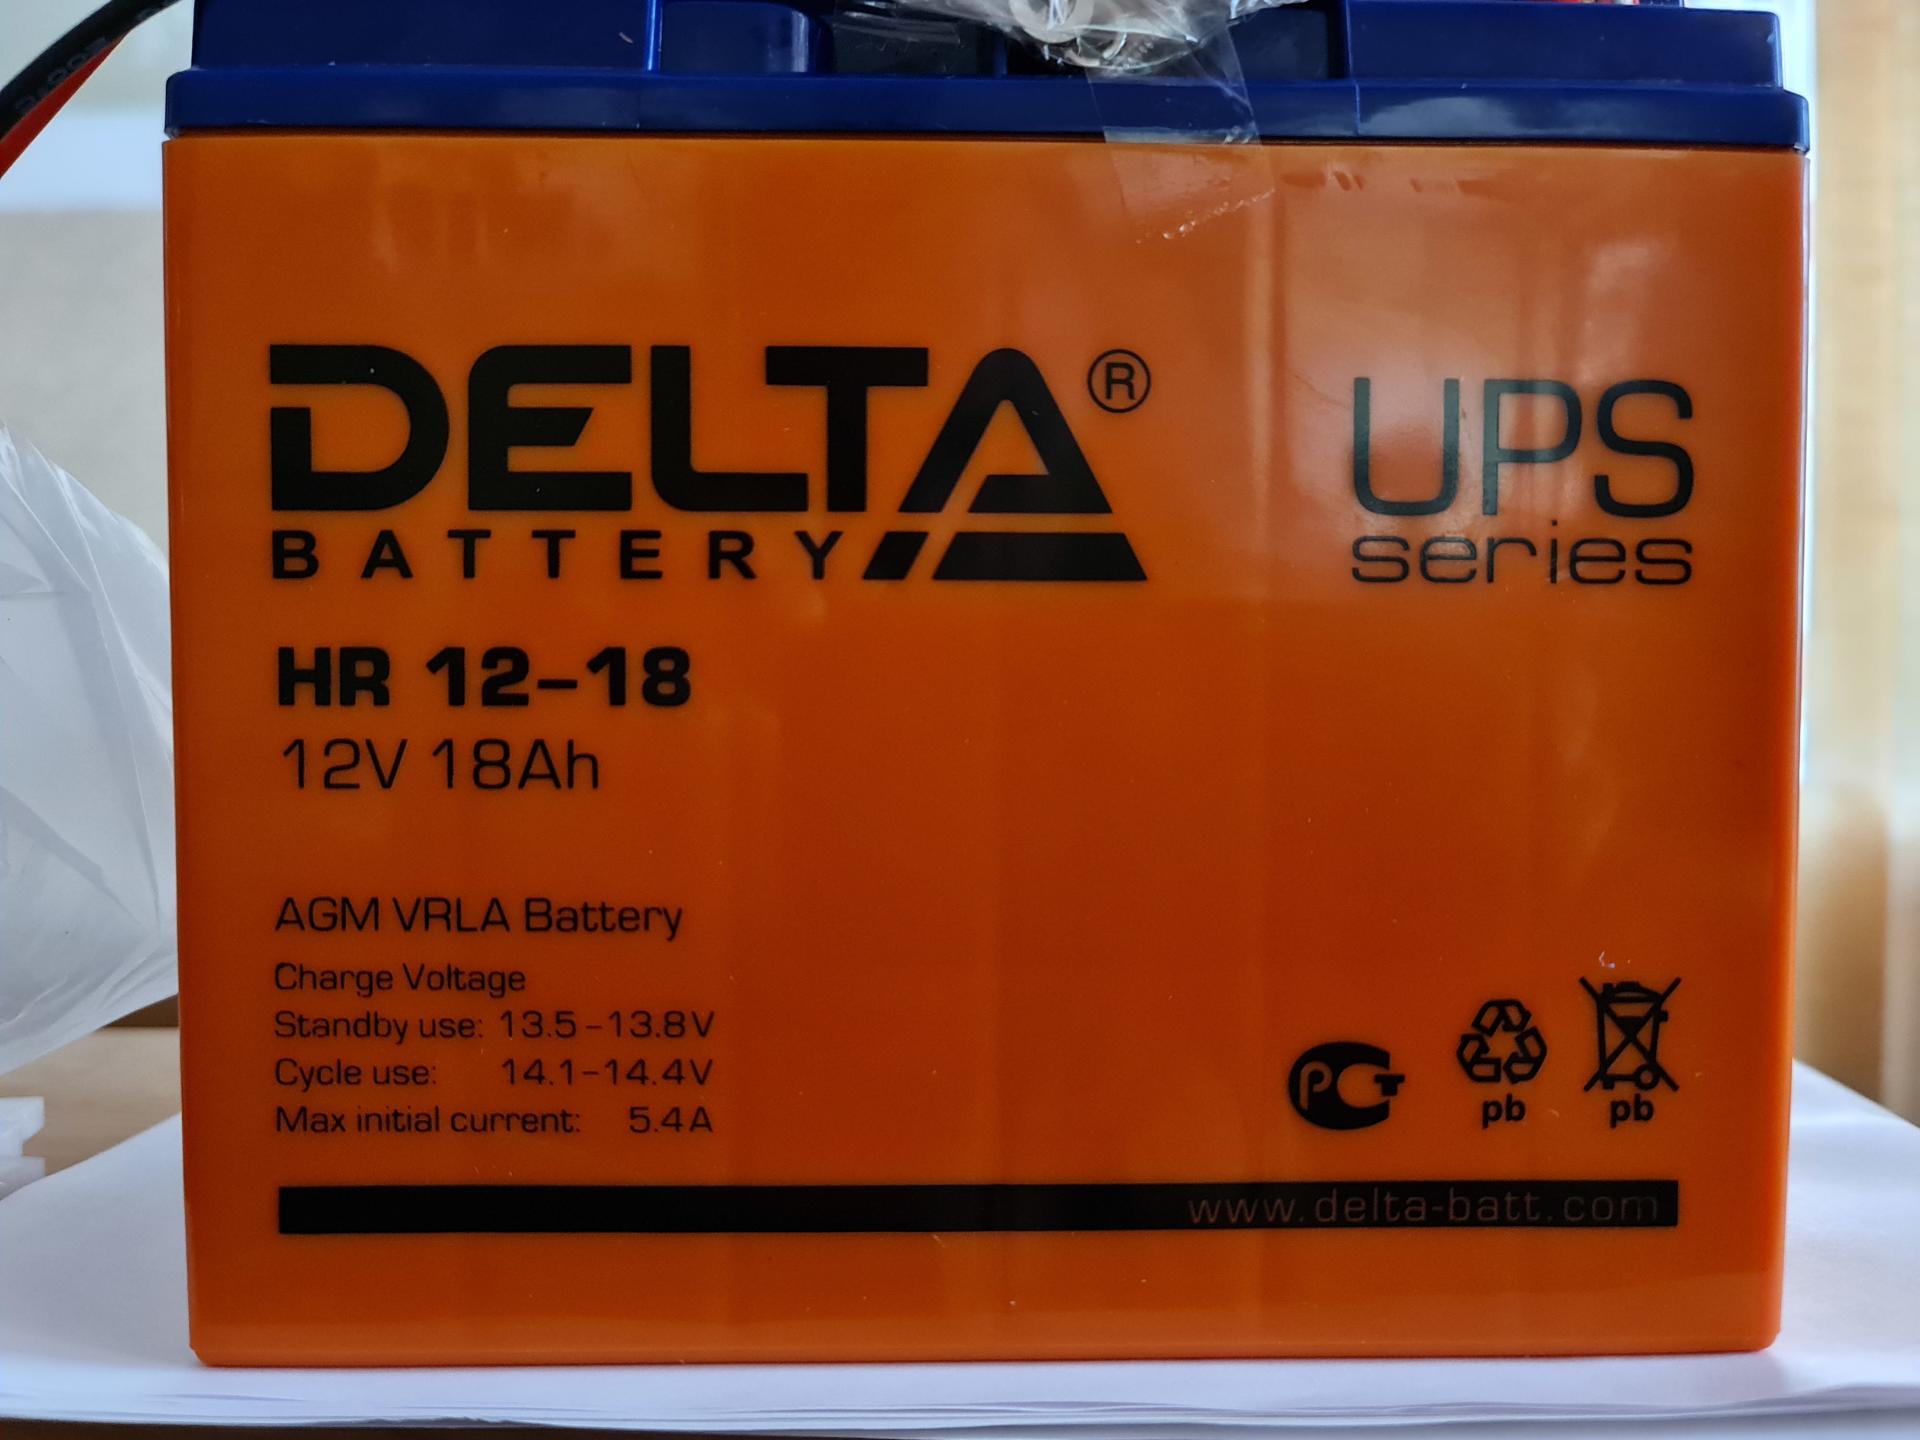 DELTA®
BATTERY
UPS
series
HR 12-18
12V 18Ah
AGM VRLA Battery
Charge Voltage
Standby use: 13.5-13.8V
Cycle use: 14.1-14.4V
Max initial current: 5.4A
РСТ
pb
pb
www.delta-batt.com